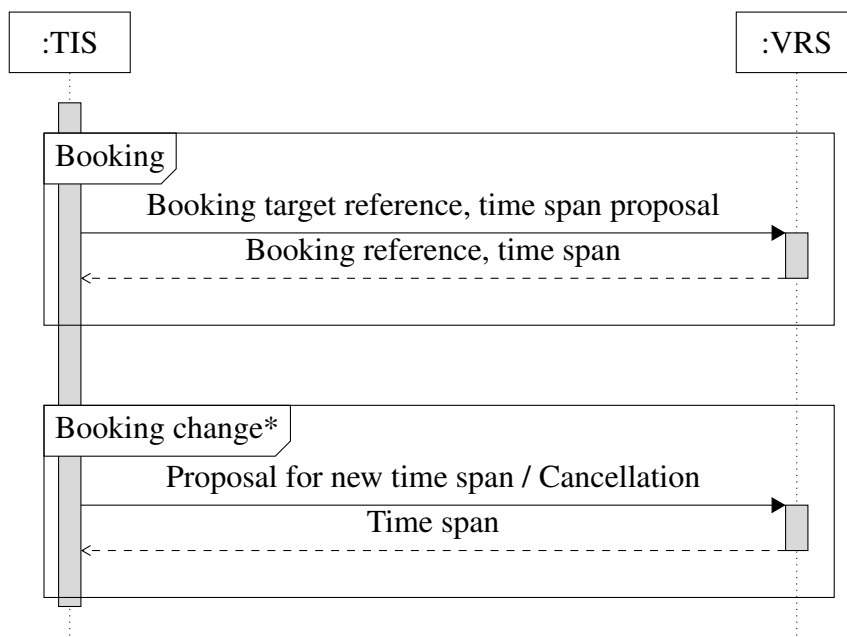 :TIS
:VRS
Booking
Booking target reference, time span proposal
Booking reference, time span
Booking change*
Proposal for new time span / Cancellation
Time span